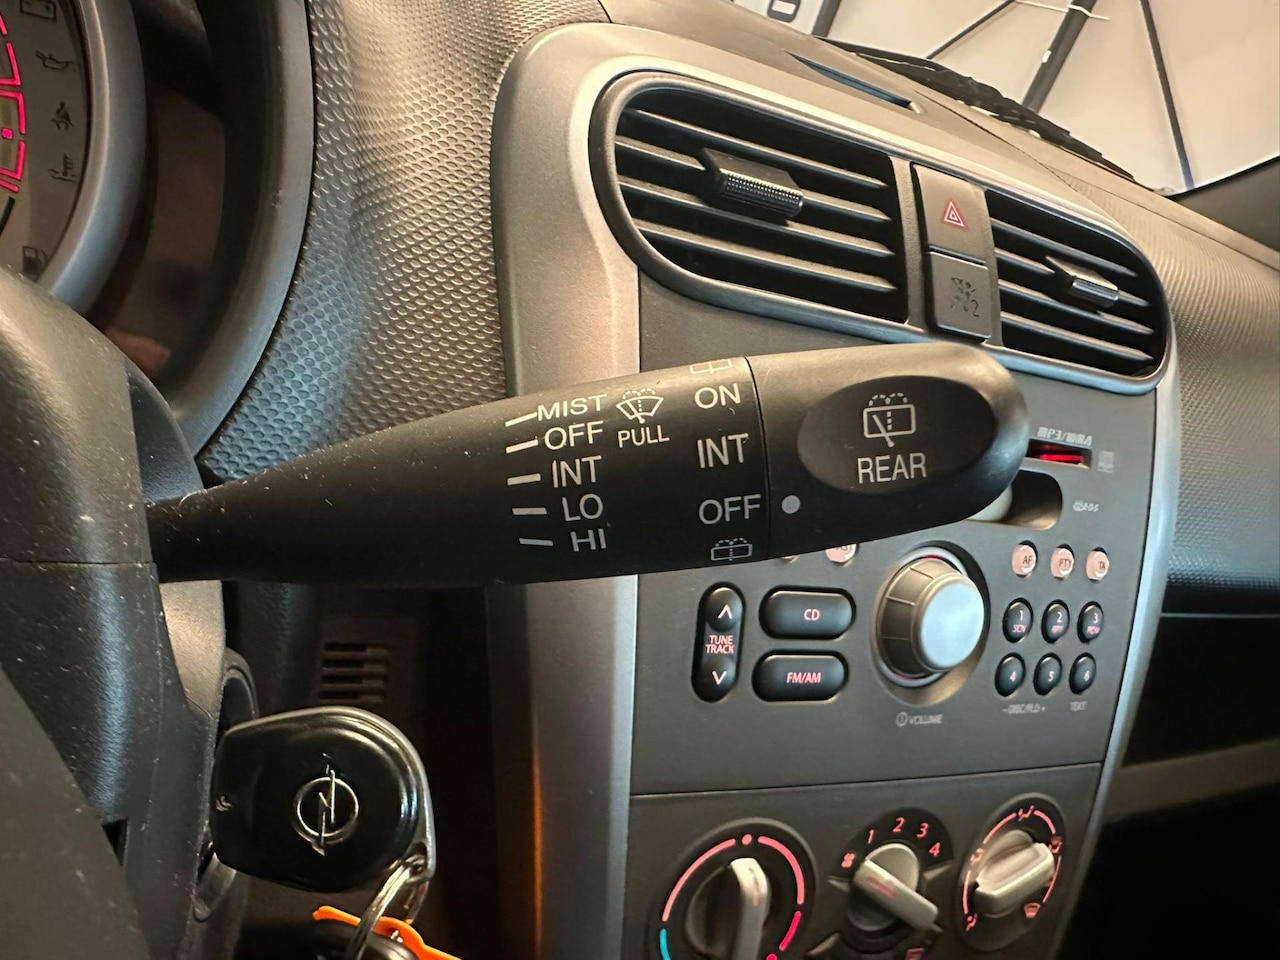 MIST
OFF
PULL
INT
LO
HI
ON
INT
OFF
REAR
MP3/WMA
CD
AF
TA
TUNE
TRACK
FM/AM
1
2
3
4
5
6
VOLUME
TEXT
1
2
3
4